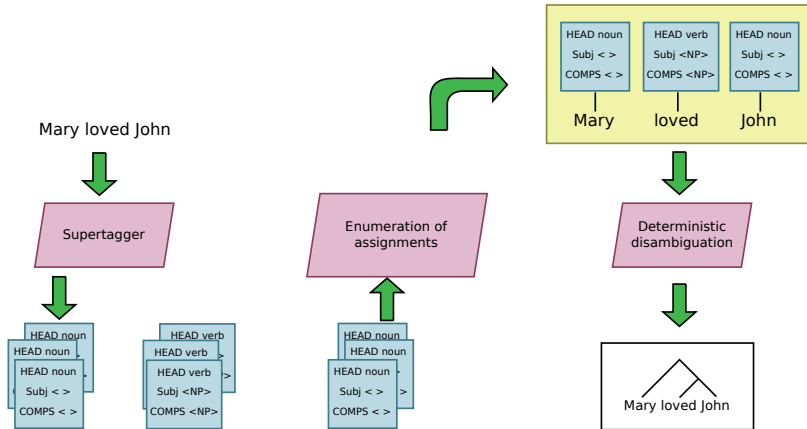 Mary loved John
Supertagger
HEAD noun
HEAD noun
HEAD noun
Subj < >
COMPS < >
HEAD verb
HEAD verb
HEAD verb
Subj <NP>
COMPS <NP>
Enumeration of
assignments
HEAD noun
HEAD noun
HEAD noun
Subj < >
COMPS < >
HEAD noun
Subj < >
COMPS < >
Mary
HEAD verb
Subj <NP>
COMPS <NP>
loved
HEAD noun
Subj < >
COMPS < >
John
Deterministic
disambiguation
Mary loved John